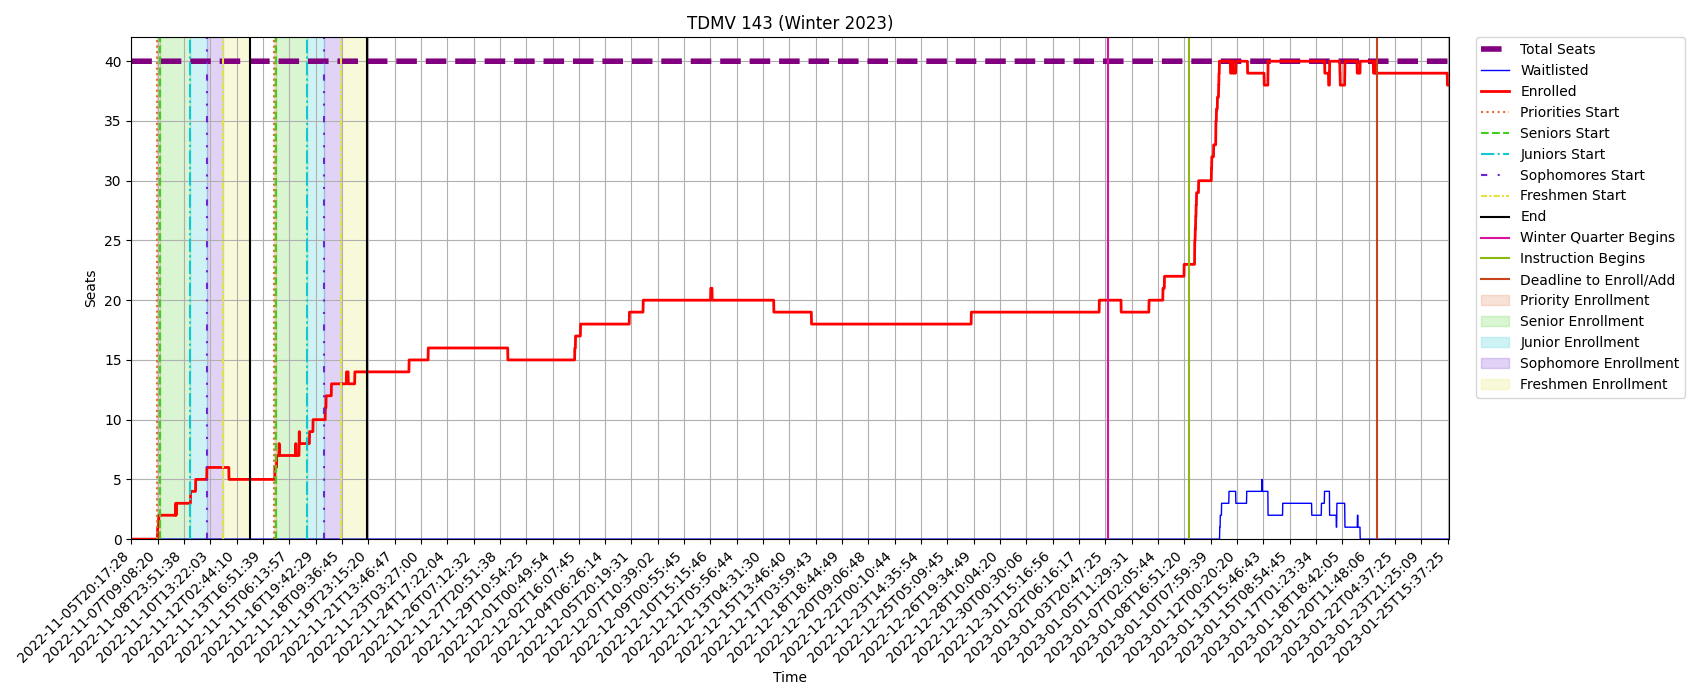 TDMV 143 (Winter 2023)
Seats
40
35
30
25
20
15
10
5
0
2022-11-05T20:17:28
2022-11-07T09:08:20
2022-11-08T23:51:38
2022-11-10T13:22:03
2022-11-12T02:44:10
2022-11-13T16:51:39
2022-11-15T06:13:57
2022-11-16T19:42:29
2022-11-18T09:36:45
2022-11-19T23:15:20
2022-11-21T13:46:47
2022-11-23T03:27:00
2022-11-24T17:22:04
2022-11-26T07:12:32
2022-11-27T20:51:38
2022-11-29T10:54:25
2022-12-01T00:49:54
2022-12-02T16:07:45
2022-12-04T06:26:14
2022-12-05T20:19:31
2022-12-07T10:39:02
2022-12-09T00:55:45
2022-12-10T15:15:46
2022-12-12T05:56:44
2022-12-13T04:31:30
2022-12-15T13:46:40
2022-12-17T03:59:43
2022-12-18T18:44:49
2022-12-20T09:06:48
2022-12-22T00:10:44
2022-12-23T14:35:54
2022-12-25T05:09:45
2022-12-26T19:34:49
2022-12-28T10:04:20
2022-12-30T00:30:06
2022-12-31T15:16:56
2023-01-02T06:16:17
2023-01-03T20:47:25
2023-01-05T11:29:31
2023-01-07T02:05:44
2023-01-08T16:51:20
2023-01-10T07:59:39
2023-01-12T00:20:20
2023-01-13T15:46:43
2023-01-15T08:54:45
2023-01-17T01:23:34
2023-01-18T18:42:05
2023-01-20T11:48:06
2023-01-22T04:37:25
2023-01-23T21:25:09
2023-01-25T15:37:25
Time
Total Seats
Waitlisted
Enrolled
Priorities Start
Seniors Start
Juniors Start
Sophomores Start
Freshmen Start
End
Winter Quarter Begins
Instruction Begins
Deadline to Enroll/Add
Priority Enrollment
Senior Enrollment
Junior Enrollment
Sophomore Enrollment
Freshmen Enrollment